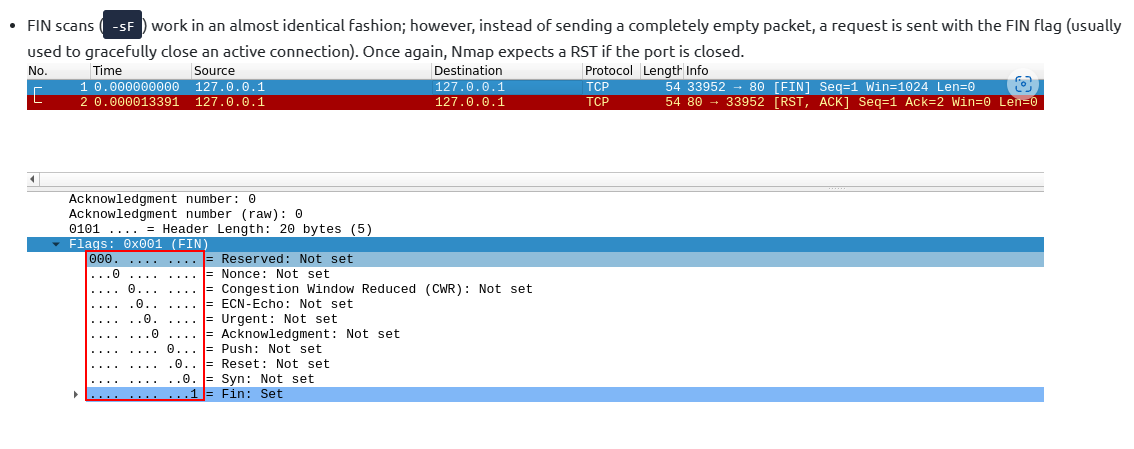 • FIN scans ( -sF ) work in an almost identical fashion; however, instead of sending a completely empty packet, a request is sent with the FIN flag (usually
used to gracefully close an active connection). Once again, Nmap expects a RST if the port is closed.
No. Time Source Destination Protocol Length Info
1 0.000000000 127.0.0.1 127.0.0.1 TCP 54 33952 → 80 [FIN] Seq=1 Win=1024 Len=0
2 0.000013391 127.0.0.1 127.0.0.1 TCP 54 80 → 33952 [RST, ACK] Seq=1 Ack=2 Win=0 Len=0
Acknowledgment number: 0
Acknowledgment number (raw): 0
0101 .... = Header Length: 20 bytes (5)
Flags: 0x001 (FIN)
000. .... .... = Reserved: Not set
...0 .... .... = Nonce: Not set
.... 0... .... = Congestion Window Reduced (CWR): Not set
.... .0.. .... = ECN-Echo: Not set
.... ..0. .... = Urgent: Not set
.... ...0 .... = Acknowledgment: Not set
.... .... 0... = Push: Not set
.... .... .0.. = Reset: Not set
.... .... ..0. = Syn: Not set
.... .... ...1 = Fin: Set